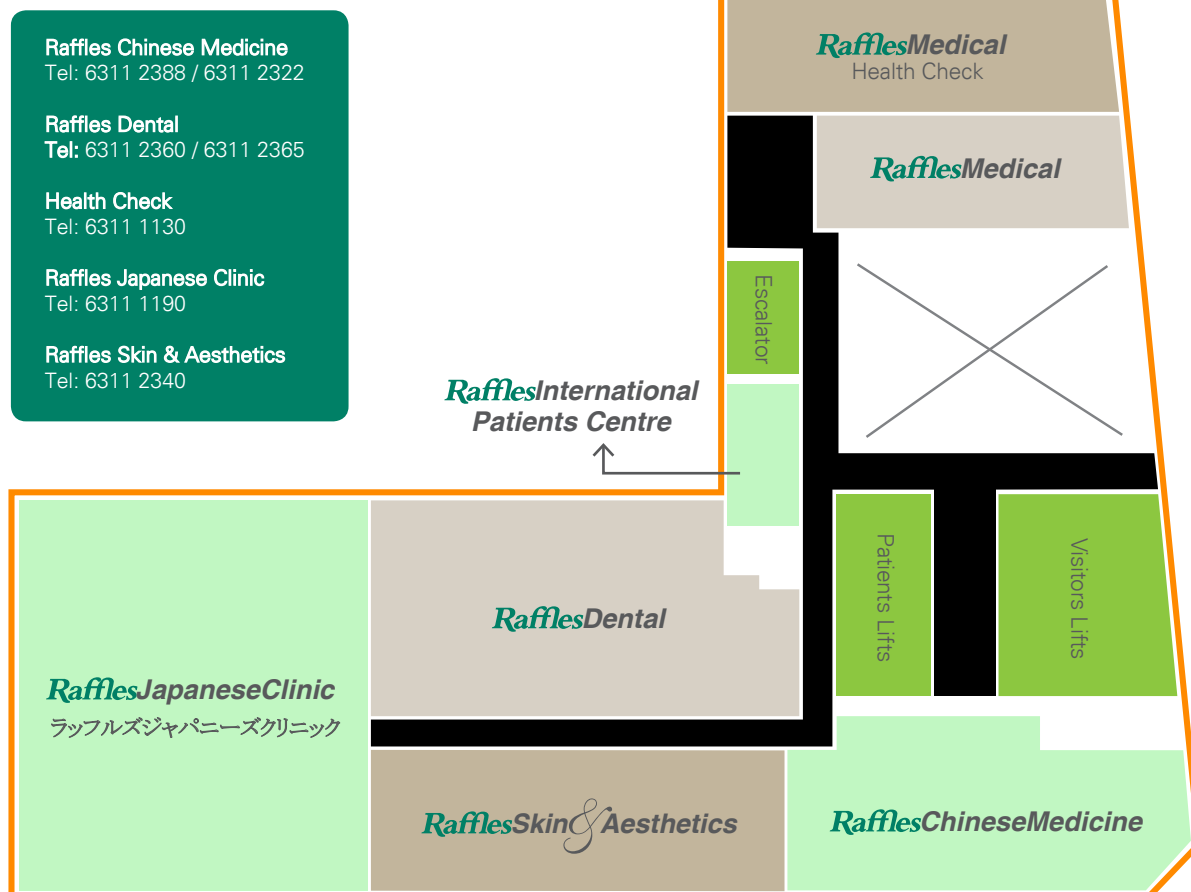 Raffles Chinese Medicine
Tel: 6311 2388 / 6311 2322
Raffles Dental
Tel: 6311 2360 / 6311 2365
Health Check
Tel: 6311 1130
Raffles Japanese Clinic
Tel: 6311 1190
Raffles Skin & Aesthetics
Tel: 6311 2340
RafflesMedical
Health Check
RafflesMedical
Escalator
RafflesInternational
Patients Centre
Patients Lifts
Visitors Lifts
RafflesDental
RafflesJapaneseClinic
ラッフルズジャパニーズクリニック
RafflesSkin&Aesthetics
RafflesChineseMedicine